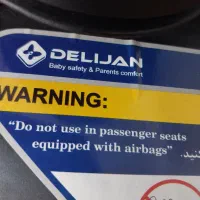 DELIJAN
Baby safety & Parents comfort
WARNING:
“Do not use in passenger seats
equipped with airbags”